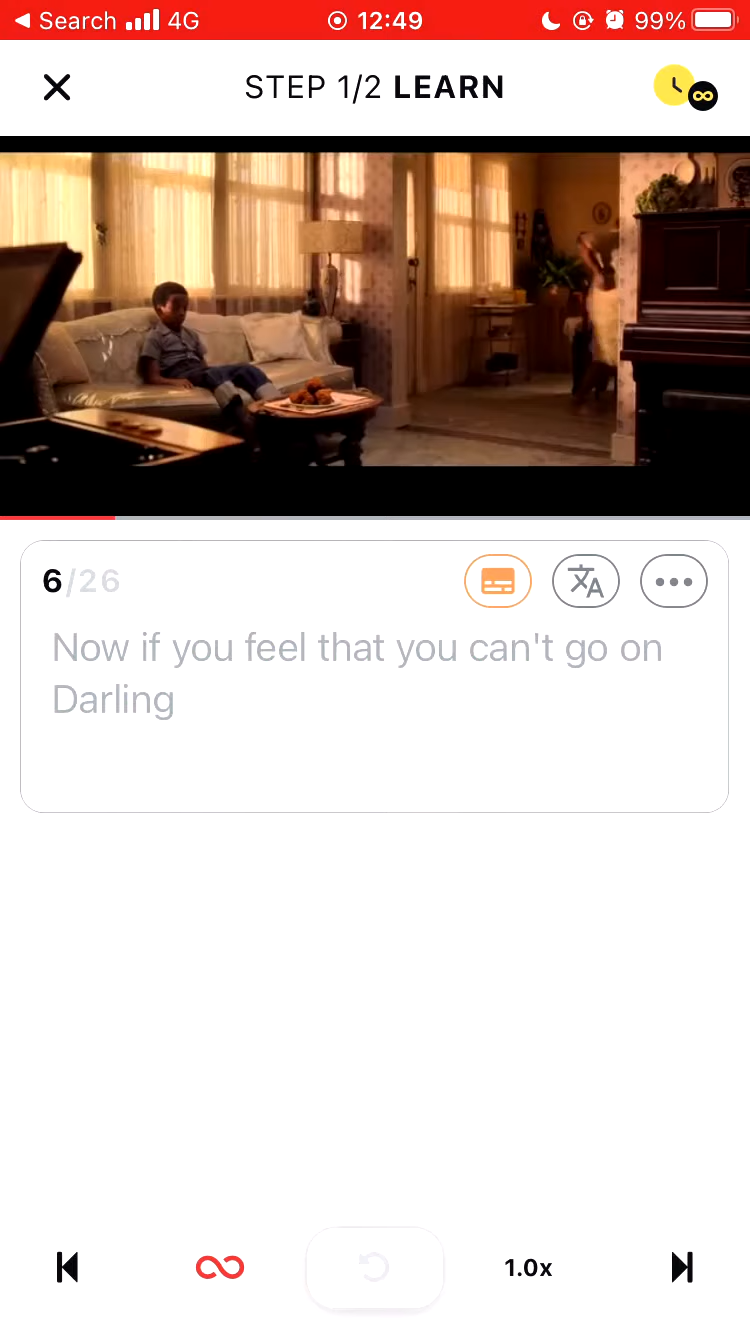 Search 4G 12:49 99%
STEP 1/2 LEARN
6/26
Now if you feel that you can't go on
Darling
1.0x